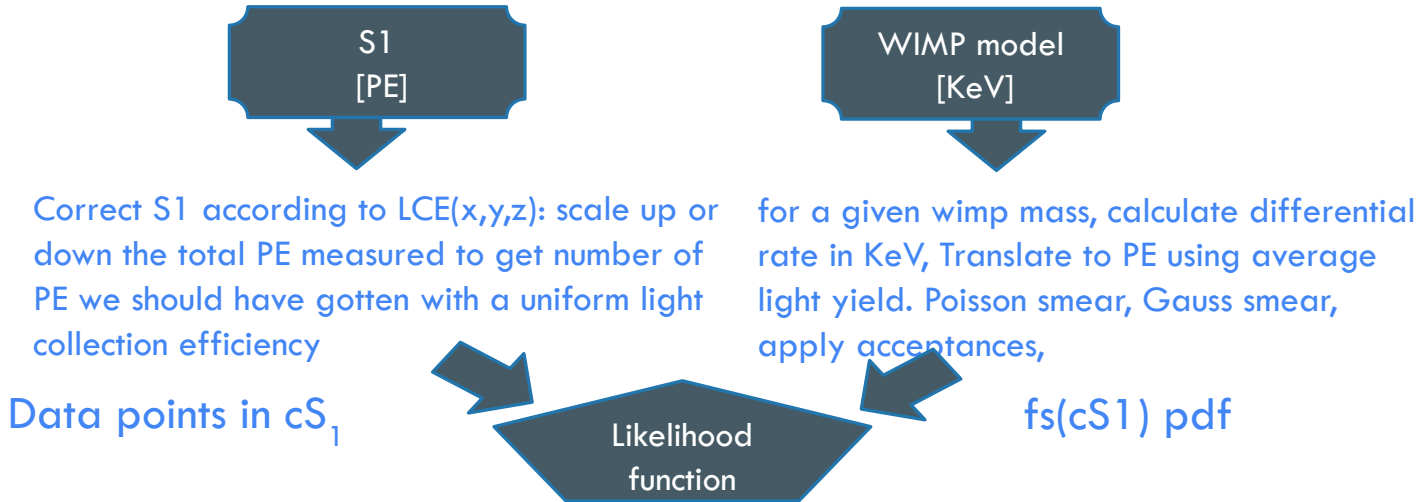 S1
[PE]
WIMP model
[KeV]
Correct S1 according to LCE(x,y,z): scale up or
down the total PE measured to get number of
PE we should have gotten with a uniform light
collection efficiency
for a given wimp mass, calculate differential
rate in KeV, Translate to PE using average
light yield. Poisson smear, Gauss smear,
apply acceptances,
Data points in cS₁
fs(cS1) pdf
Likelihood
function